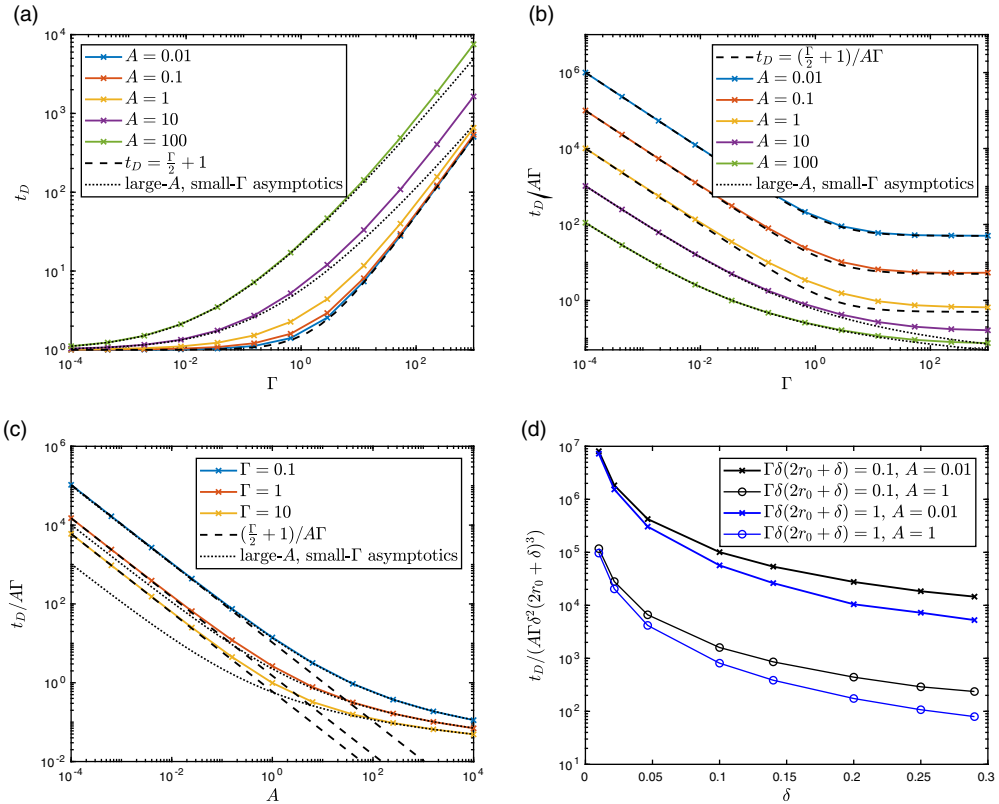 (a)
10^4
10^3
10^2
10^1
10^0
t_D
A = 0.01
A = 0.1
A = 1
A = 10
A = 100
t_D = Γ/2 + 1
large-A, small-Γ asymptotics
10^-4
10^-2
10^0
10^2
Γ
(b)
10^6
10^4
10^2
10^0
t_D/AΓ
t_D = (Γ/2 + 1)/AΓ
A = 0.01
A = 0.1
A = 1
A = 10
A = 100
large-A, small-Γ asymptotics
10^-4
10^-2
10^0
10^2
Γ
(c)
10^6
10^4
10^2
10^0
10^-2
t_D/AΓ
Γ = 0.1
Γ = 1
Γ = 10
(Γ/2 + 1)/AΓ
large-A, small-Γ asymptotics
10^-4
10^-2
10^0
10^2
10^4
A
(d)
10^7
10^6
10^5
10^4
10^3
10^2
10^1
t_D/(AΓδ^2(2r_0 + δ)^3)
Γδ(2r_0 + δ) = 0.1, A = 0.01
Γδ(2r_0 + δ) = 0.1, A = 1
Γδ(2r_0 + δ) = 1, A = 0.01
Γδ(2r_0 + δ) = 1, A = 1
0
0.05
0.1
0.15
0.2
0.25
0.3
δ